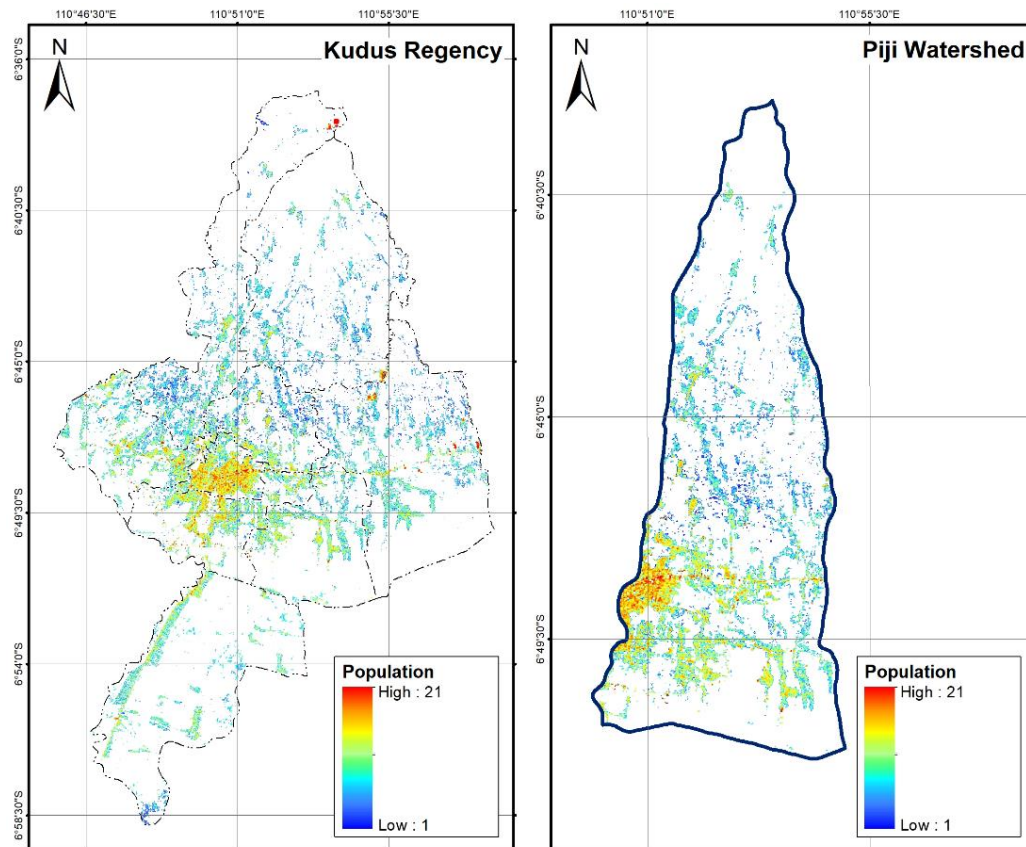 110°46'30"E 110°51'0"E 110°55'30"E
Kudus Regency
N
6°36'0"S
6°40'30"S
6°45'0"S
6°49'30"S
6°54'0"S
6°58'30"S
Population
High : 21
Low : 1
110°51'0"E 110°55'30"E
Piji Watershed
N
6°40'30"S
6°45'0"S
6°49'30"S
Population
High : 21
Low : 1